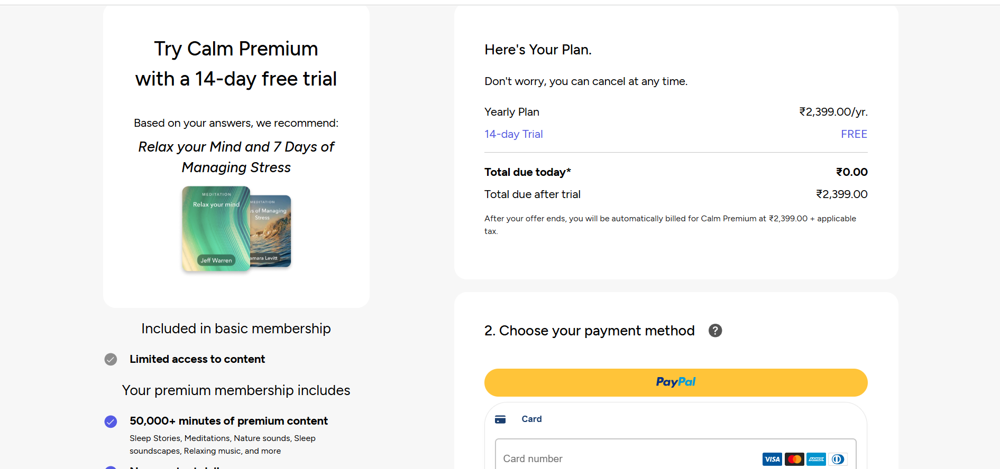 Try Calm Premium
with a 14-day free trial
Based on your answers, we recommend:
Relax your Mind and 7 Days of
Managing Stress
MEDITATION
Relax your mind
Jeff Warren
of Managing
Stress
Levitt
Included in basic membership
Limited access to content
Your premium membership includes
50,000+ minutes of premium content
Sleep Stories, Meditations, Nature sounds, Sleep
soundscapes, Relaxing music, and more
Here's Your Plan.
Don't worry, you can cancel at any time.
Yearly Plan ₹2,399.00/yr.
14-day Trial FREE
Total due today* ₹0.00
Total due after trial ₹2,399.00
After your offer ends, you will be automatically billed for Calm Premium at ₹2,399.00 + applicable
tax.
2. Choose your payment method ?
PayPal
Card
Card number VISA AMEX